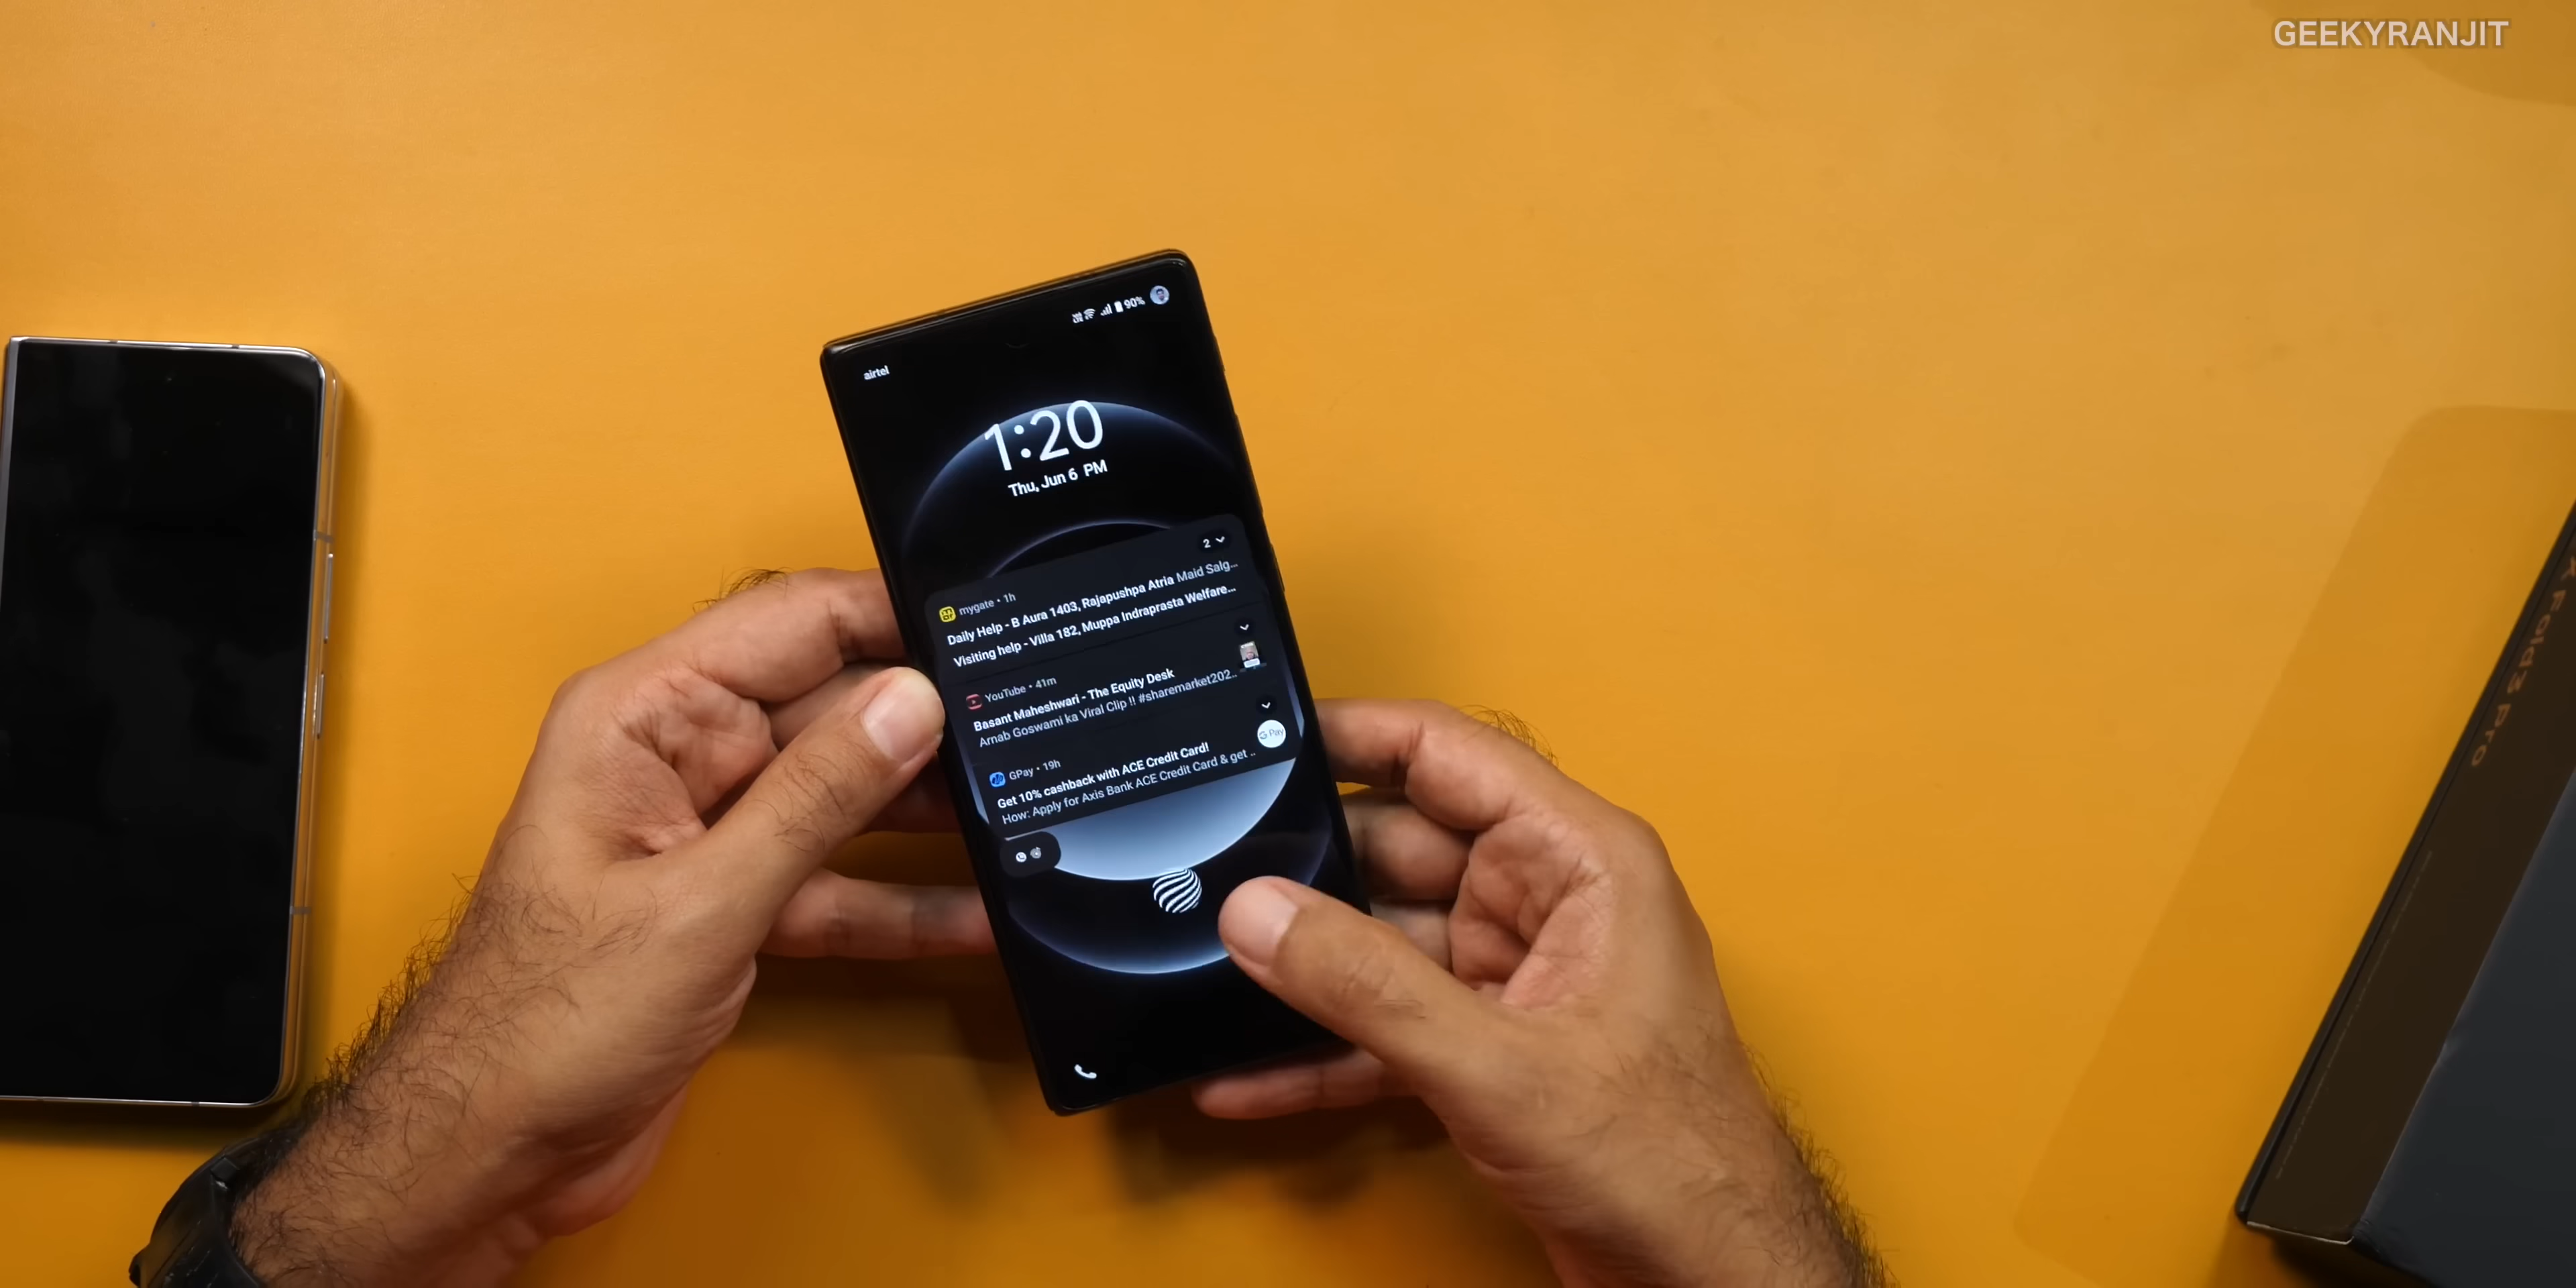 GEEKYRANJIT
90%
airtel
1:20
Thu, Jun 6 PM
2
mygate • 1h
Daily Help - B Aura 1403, Rajapushpa Atria Maid Salg...
Visiting help - Villa 182, Muppa Indraprasta Welfare...
YouTube • 41m
Basant Maheshwari - The Equity Desk
Arnab Goswami ka Viral Clip !! #sharemarket202..
GPay • 19h
Get 10% cashback with ACE Credit Card!
How: Apply for Axis Bank ACE Credit Card & get ..
G Pay
Fold3 Pro